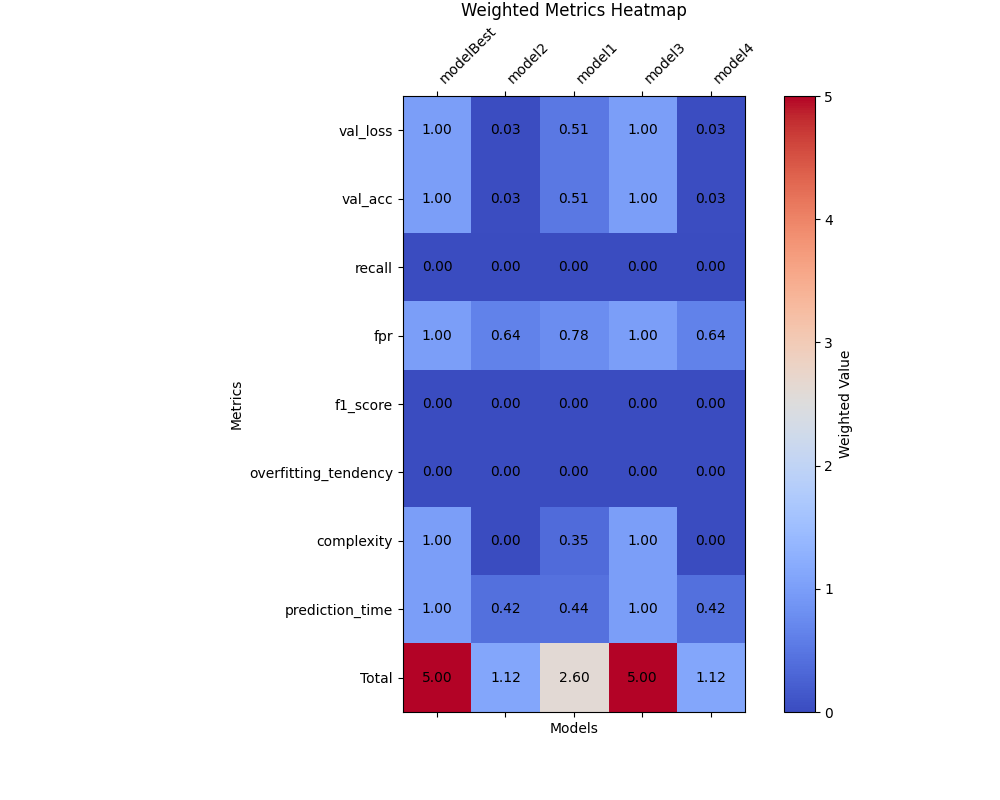 Weighted Metrics Heatmap
modelBest model2 model1 model3 model4
val_loss 1.00 0.03 0.51 1.00 0.03
val_acc 1.00 0.03 0.51 1.00 0.03
recall 0.00 0.00 0.00 0.00 0.00
fpr 1.00 0.64 0.78 1.00 0.64
f1_score 0.00 0.00 0.00 0.00 0.00
overfitting_tendency 0.00 0.00 0.00 0.00 0.00
complexity 1.00 0.00 0.35 1.00 0.00
prediction_time 1.00 0.42 0.44 1.00 0.42
Total 5.00 1.12 2.60 5.00 1.12
Metrics
Models
5
4
3
2
1
0
Weighted Value